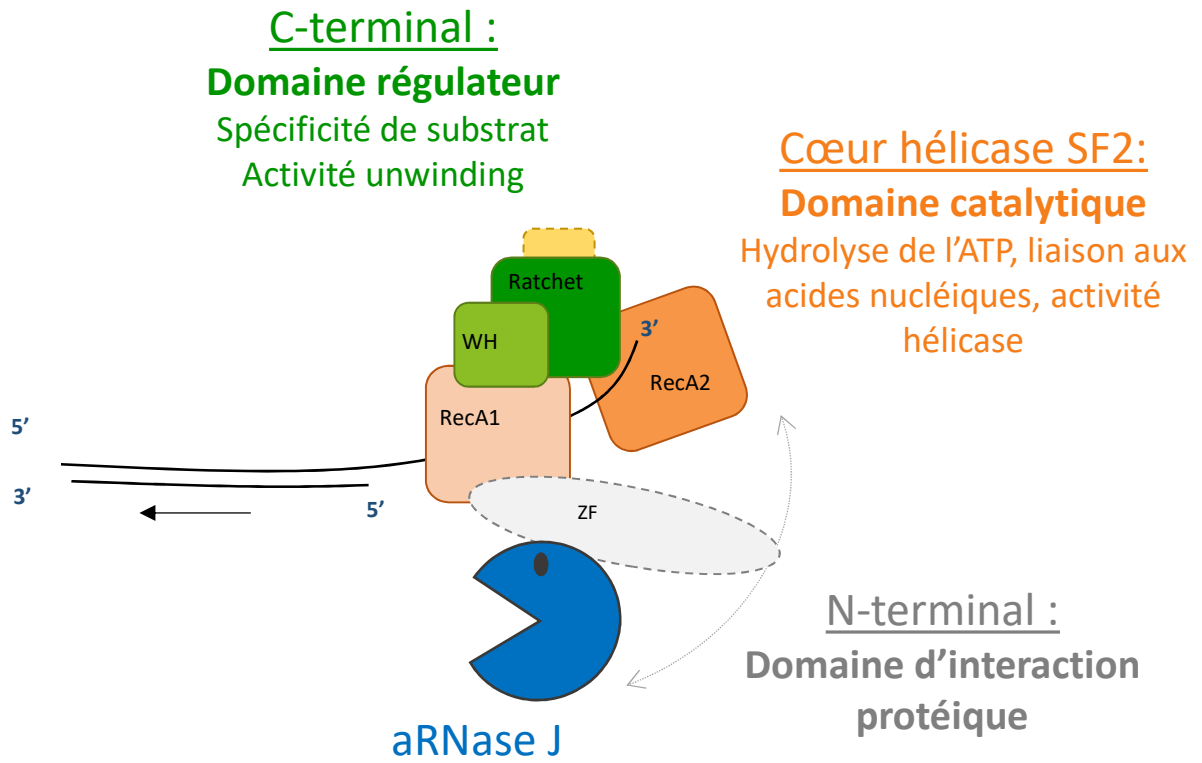 C-terminal :
Domaine régulateur
Spécificité de substrat
Activité unwinding
Cœur hélicase SF2:
Domaine catalytique
Hydrolyse de l’ATP, liaison aux
acides nucléiques, activité
hélicase
Ratchet
WH
3’
RecA2
RecA1
5’
3’
5’
ZF
N-terminal :
Domaine d’interaction
protéique
aRNase J